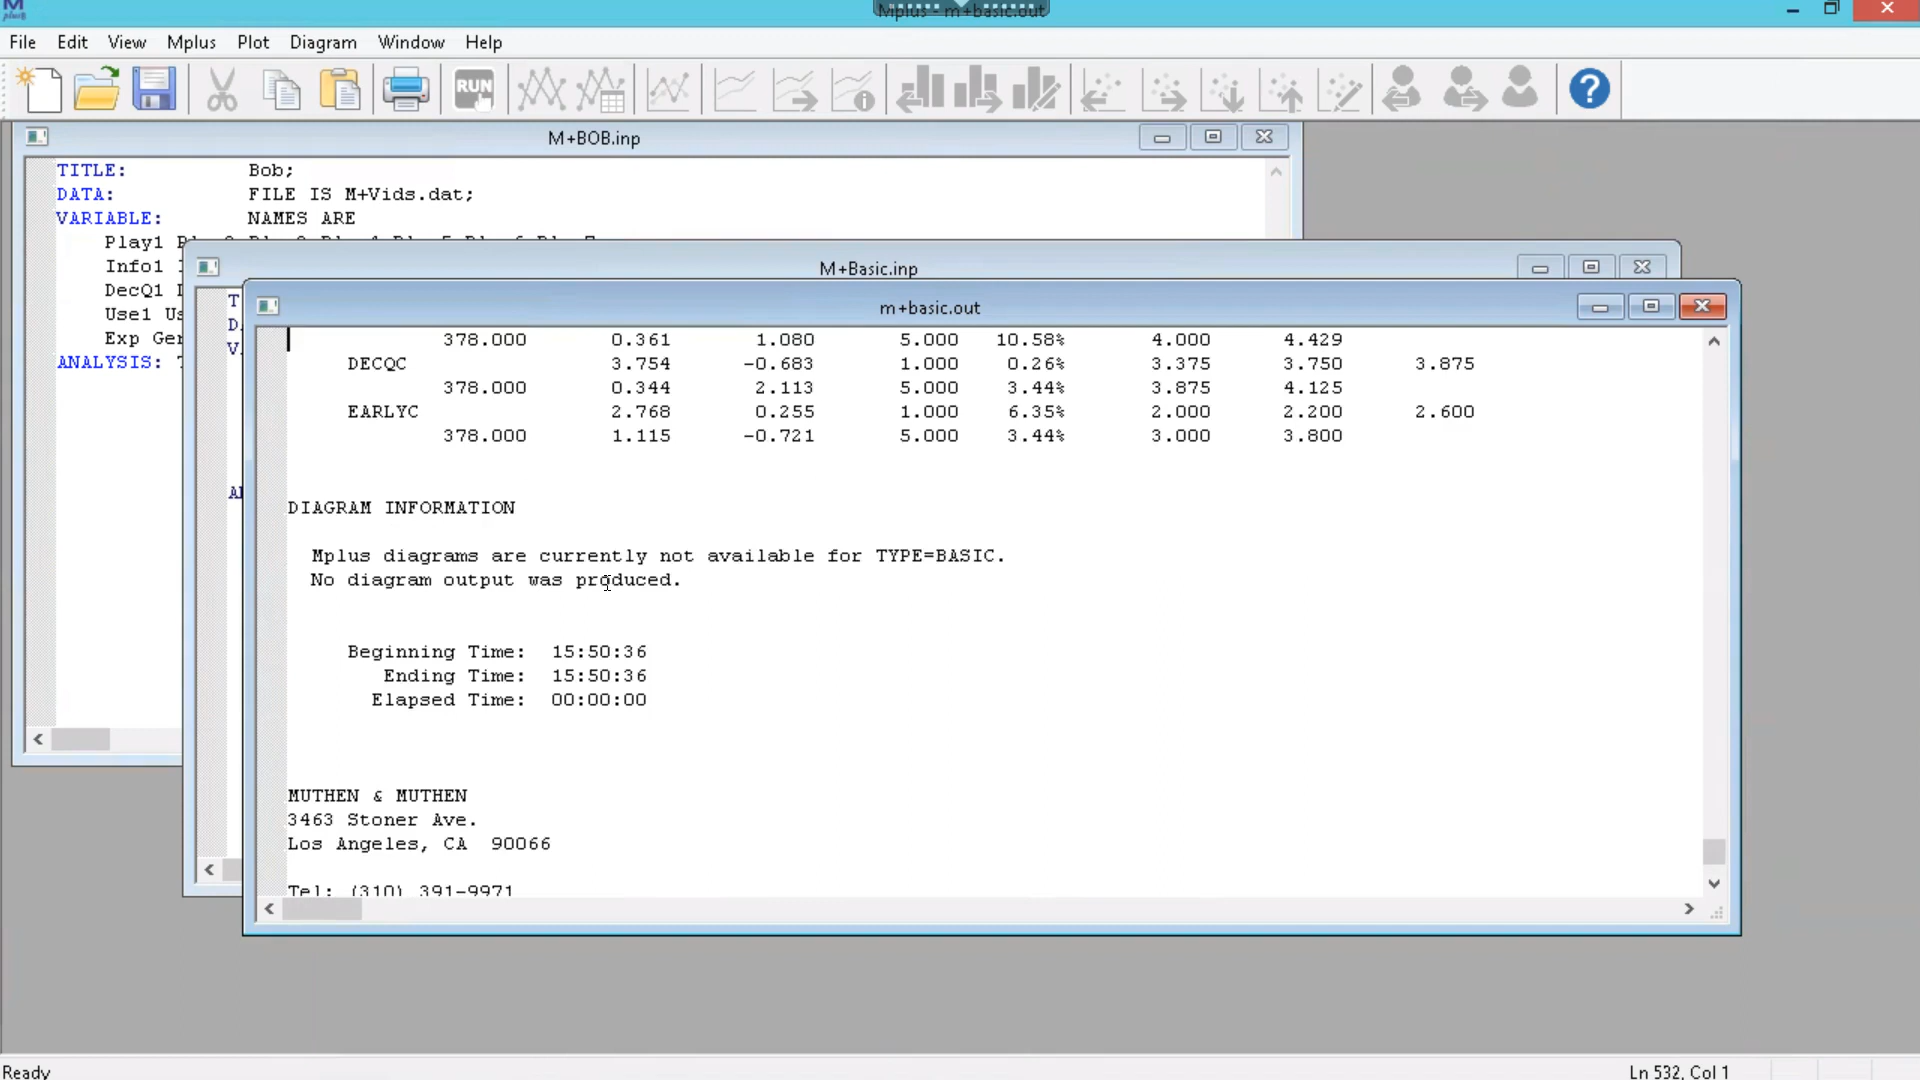 Mplus - m+basic.out
File Edit View Mplus Plot Diagram Window Help
RUN
M+BOB.inp
TITLE: Bob;
DATA: FILE IS M+Vids.dat;
VARIABLE: NAMES ARE
Play1
Info1
DecQ1
Use1
Exp
ANALYSIS:
M+Basic.inp
m+basic.out
378.000 0.361 1.080 5.000 10.58% 4.000 4.429
DECQC 3.754 -0.683 1.000 0.26% 3.375 3.750 3.875
378.000 0.344 2.113 5.000 3.44% 3.875 4.125
EARLYC 2.768 0.255 1.000 6.35% 2.000 2.200 2.600
378.000 1.115 -0.721 5.000 3.44% 3.000 3.800
DIAGRAM INFORMATION
Mplus diagrams are currently not available for TYPE=BASIC.
No diagram output was produced.
Beginning Time: 15:50:36
Ending Time: 15:50:36
Elapsed Time: 00:00:00
MUTHEN & MUTHEN
3463 Stoner Ave.
Los Angeles, CA 90066
Tel: (310) 391-9971
Ready
Ln 532, Col 1